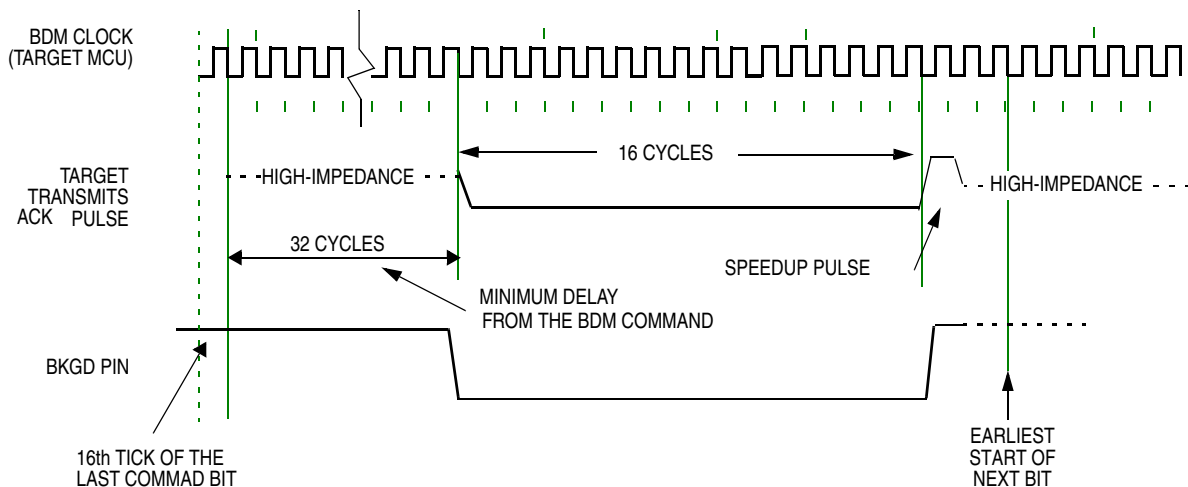 BDM CLOCK
(TARGET MCU)
16 CYCLES
TARGET
TRANSMITS
ACK PULSE
HIGH-IMPEDANCE
HIGH-IMPEDANCE
32 CYCLES
SPEEDUP PULSE
MINIMUM DELAY
FROM THE BDM COMMAND
BKGD PIN
16th TICK OF THE
LAST COMMAD BIT
EARLIEST
START OF
NEXT BIT